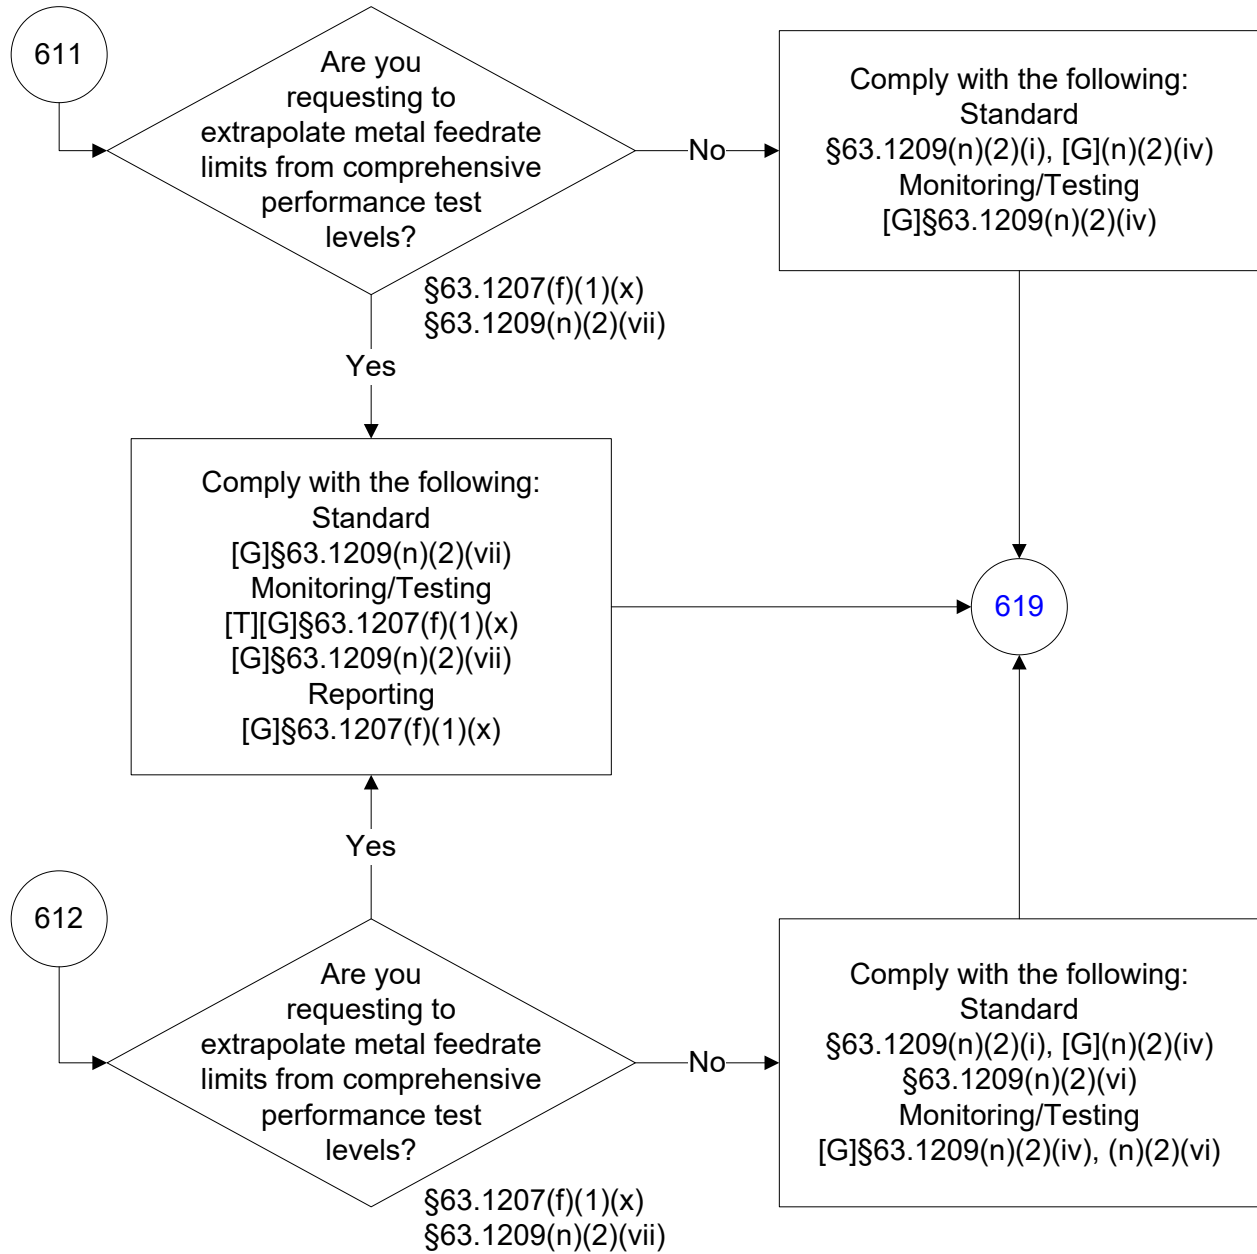 611
Are you
requesting to
extrapolate metal feedrate
limits from comprehensive
performance test
levels?
No
Comply with the following:
Standard
§63.1209(n)(2)(i), [G](n)(2)(iv)
Monitoring/Testing
[G]§63.1209(n)(2)(iv)
§63.1207(f)(1)(x)
§63.1209(n)(2)(vii)
Yes
Comply with the following:
Standard
[G]§63.1209(n)(2)(vii)
Monitoring/Testing
[T][G]§63.1207(f)(1)(x)
[G]§63.1209(n)(2)(vii)
Reporting
[G]§63.1207(f)(1)(x)
619
Yes
612
Are you
requesting to
extrapolate metal feedrate
limits from comprehensive
performance test
levels?
No
Comply with the following:
Standard
§63.1209(n)(2)(i), [G](n)(2)(iv)
§63.1209(n)(2)(vi)
Monitoring/Testing
[G]§63.1209(n)(2)(iv), (n)(2)(vi)
§63.1207(f)(1)(x)
§63.1209(n)(2)(vii)